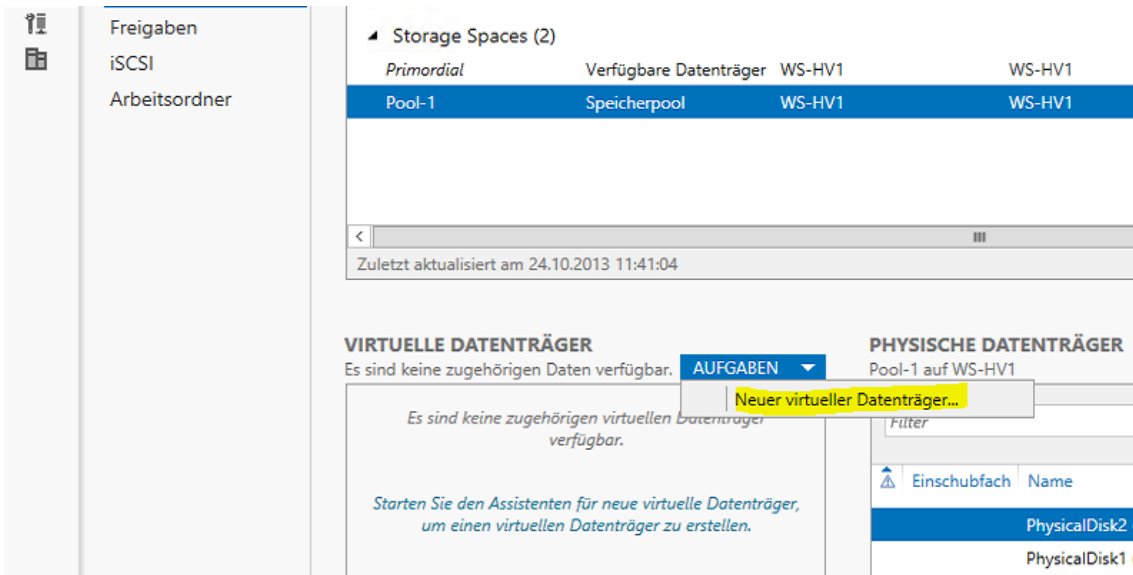 Freigaben
iSCSI
Arbeitsordner
Storage Spaces (2)
Primordial Verfügbare Datenträger WS-HV1 WS-HV1
Pool-1 Speicherpool WS-HV1 WS-HV1
Zuletzt aktualisiert am 24.10.2013 11:41:04
VIRTUELLE DATENTRÄGER
Es sind keine zugehörigen Daten verfügbar.
AUFGABEN
Neuer virtueller Datenträger...
Es sind keine zugehörigen virtuellen Datenträger
verfügbar.
Starten Sie den Assistenten für neue virtuelle Datenträger,
um einen virtuellen Datenträger zu erstellen.
PHYSISCHE DATENTRÄGER
Pool-1 auf WS-HV1
Filter
Einschubfach Name
PhysicalDisk2
PhysicalDisk1